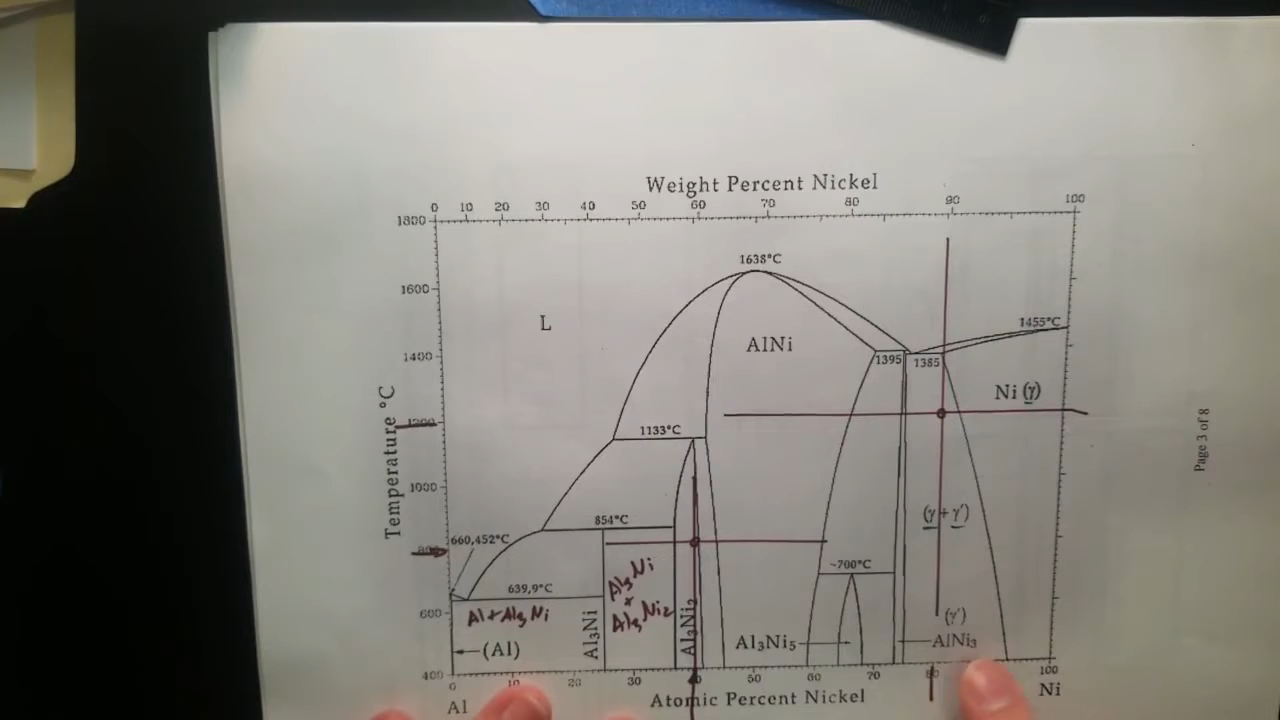 Weight Percent Nickel
0 10 20 30 40 50 60 70 80 90 100
1800
1638°C
1600
L
1455°C
AlNi
1400
1395
1385
Ni (γ)
Temperature °C
1200
1133°C
1000
(γ + γ')
854°C
660,452°C
800
~700°C
639,9°C
Al3Ni
+
Al3Ni2
600
Al + Al3Ni
Al3Ni
Al3Ni2
(γ')
Al3Ni5
AlNi3
(Al)
400
0 10 20 30 40 50 60 70 80 100
Al
Atomic Percent Nickel
Ni
Page 3 of 8